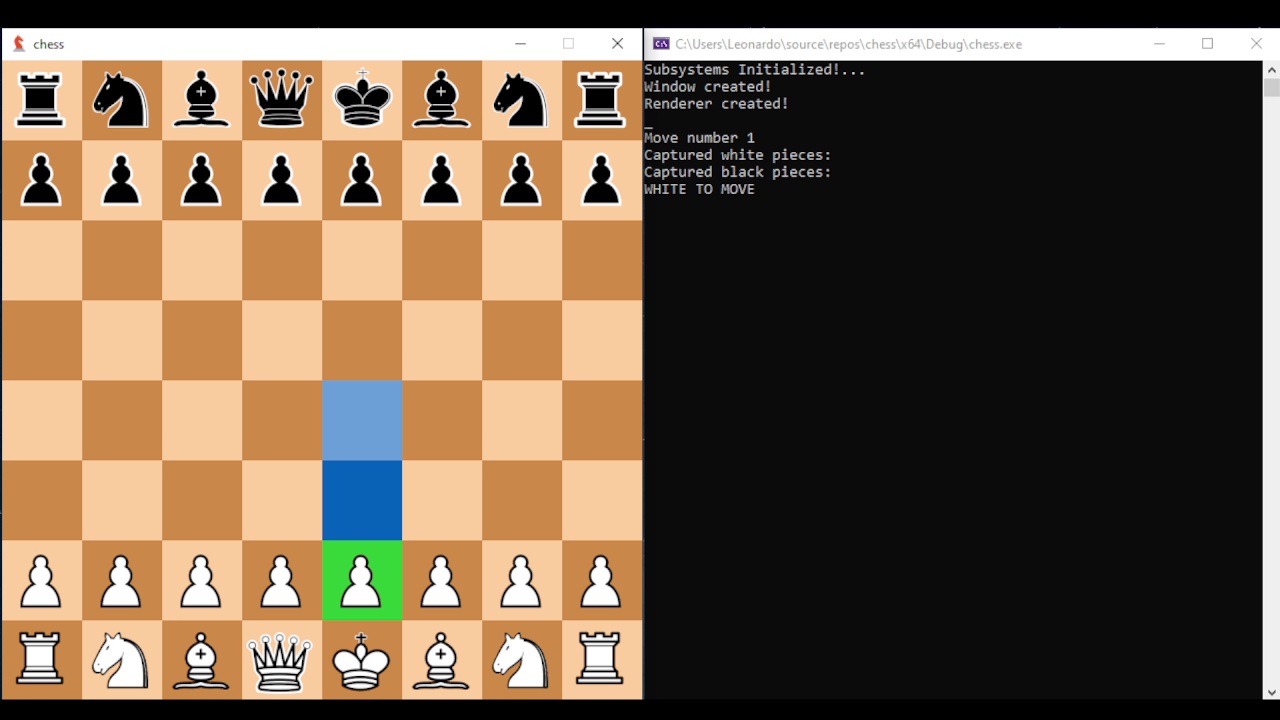 chess
C:\Users\Leonardo\source\repos\chess\x64\Debug\chess.exe
Subsystems Initialized!...
Window created!
Renderer created!
_
Move number 1
Captured white pieces:
Captured black pieces:
WHITE TO MOVE